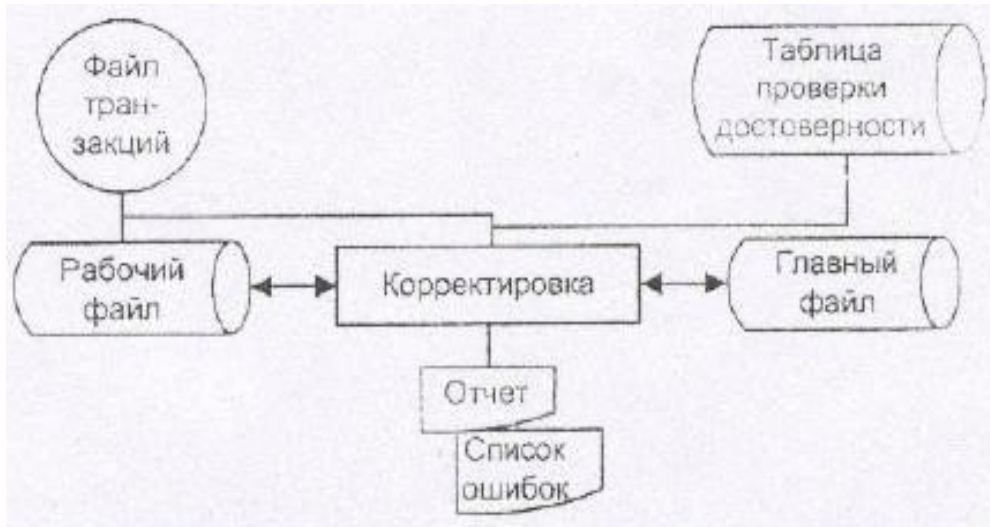 Файл
тран-
закций
Таблица
проверки
достоверности
Рабочий
файл
Корректировка
Главный
файл
Отчет
Список
ошибок